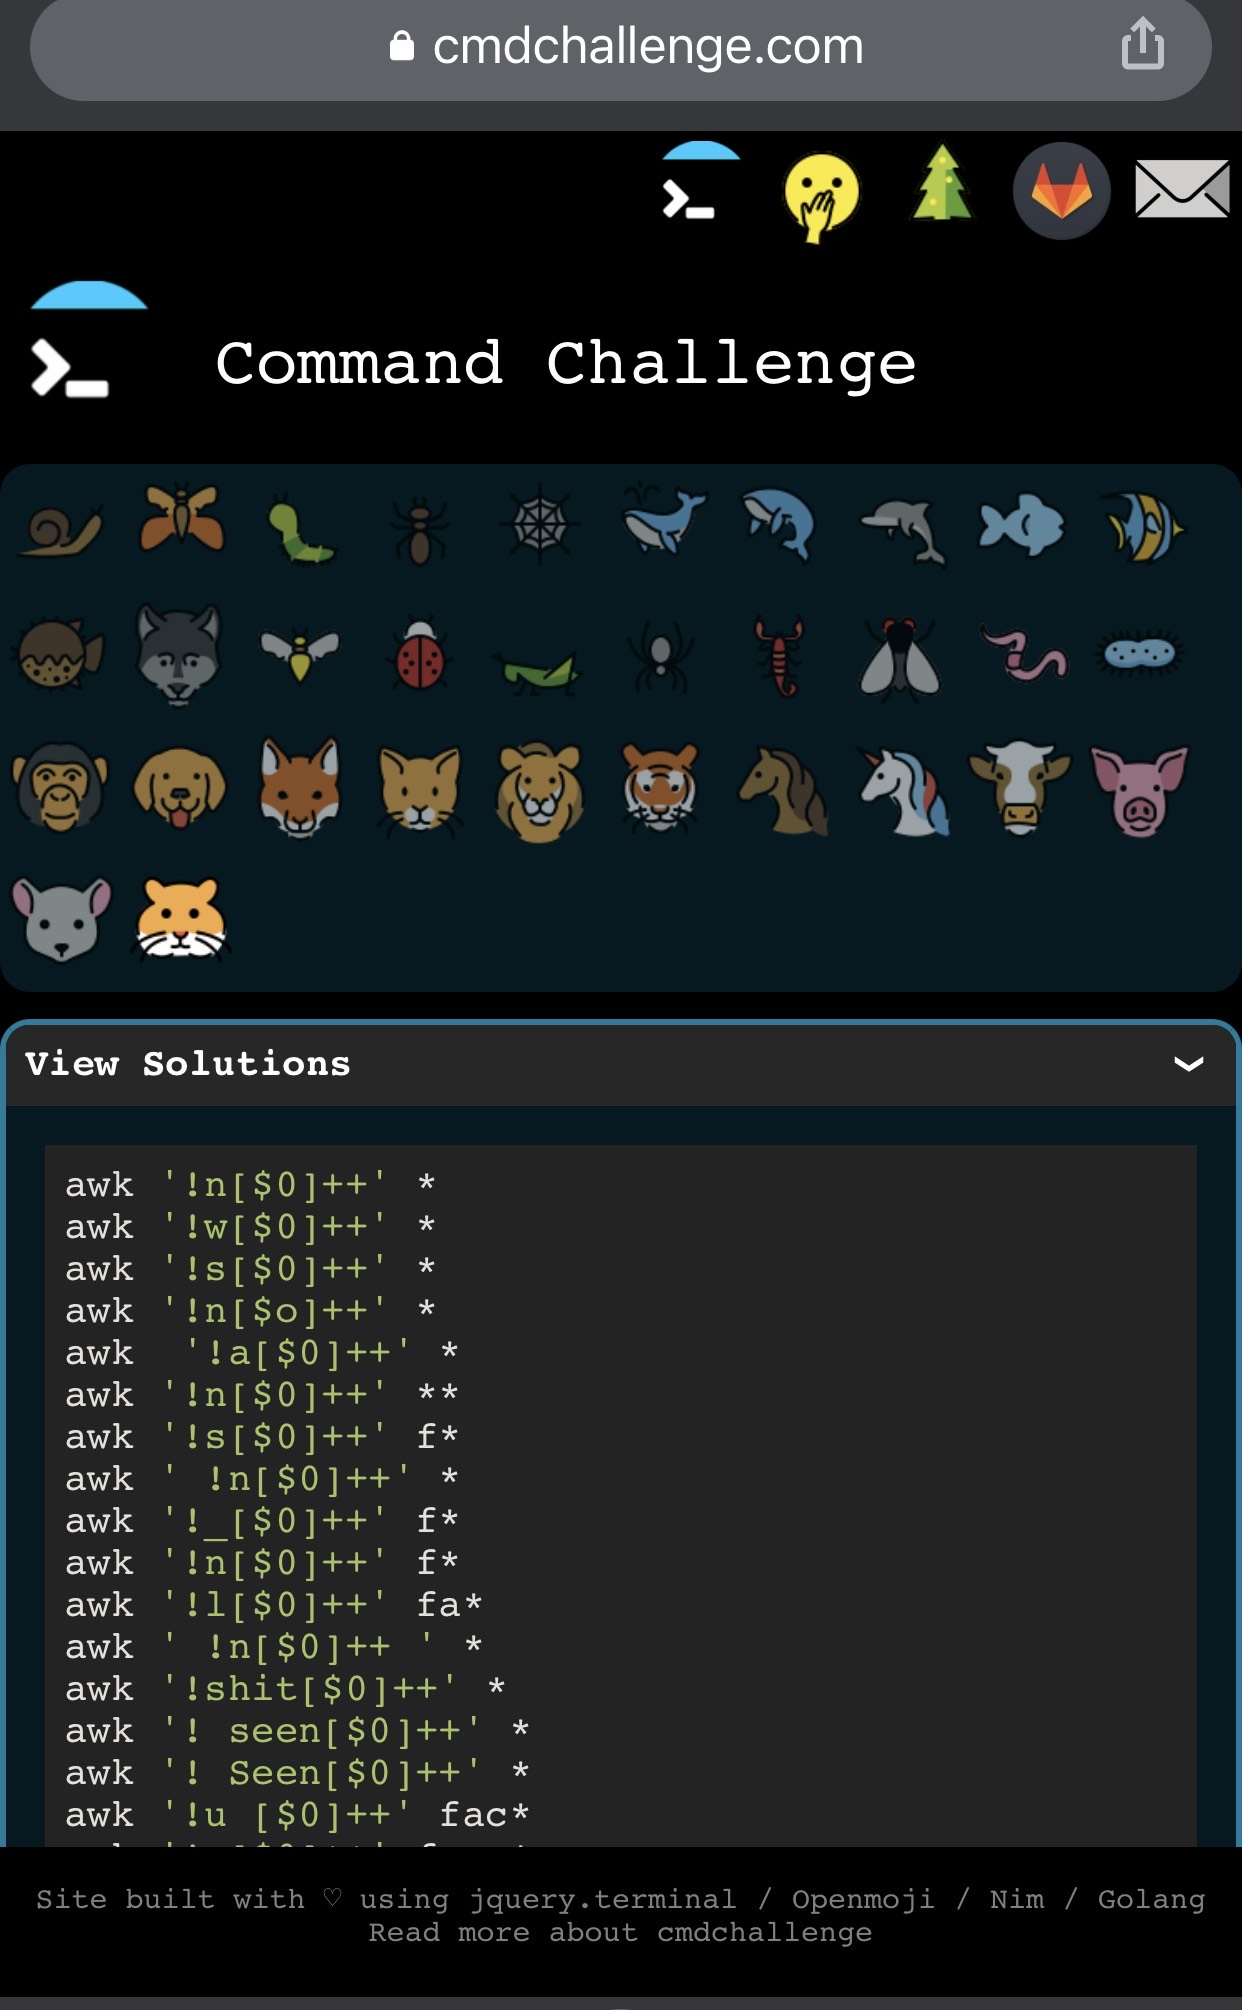 cmdchallenge.com
Command Challenge
View Solutions
awk '!n[$0]++' *
awk '!w[$0]++' *
awk '!s[$0]++' *
awk '!n[$o]++' *
awk  '!a[$0]++' *
awk '!n[$0]++' **
awk '!s[$0]++' f*
awk ' !n[$0]++' *
awk '!_[$0]++' f*
awk '!n[$0]++' f*
awk '!l[$0]++' fa*
awk ' !n[$0]++ ' *
awk '!shit[$0]++' *
awk '! seen[$0]++' *
awk '! Seen[$0]++' *
awk '!u [$0]++' fac*
Site built with ♡ using jquery.terminal / Openmoji / Nim / Golang
Read more about cmdchallenge